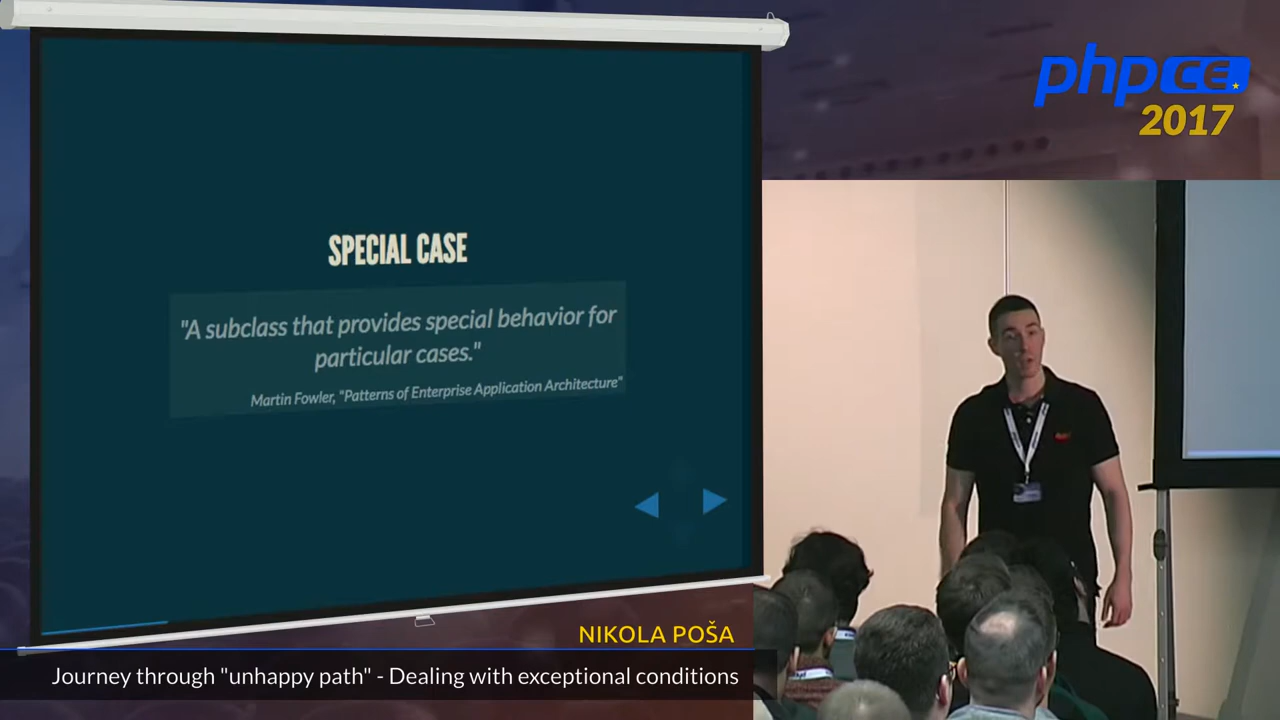 phpCE.
2017
SPECIAL CASE
"A subclass that provides special behavior for
particular cases."
Martin Fowler, "Patterns of Enterprise Application Architecture"
NIKOLA POŠA
Journey through "unhappy path" - Dealing with exceptional conditions